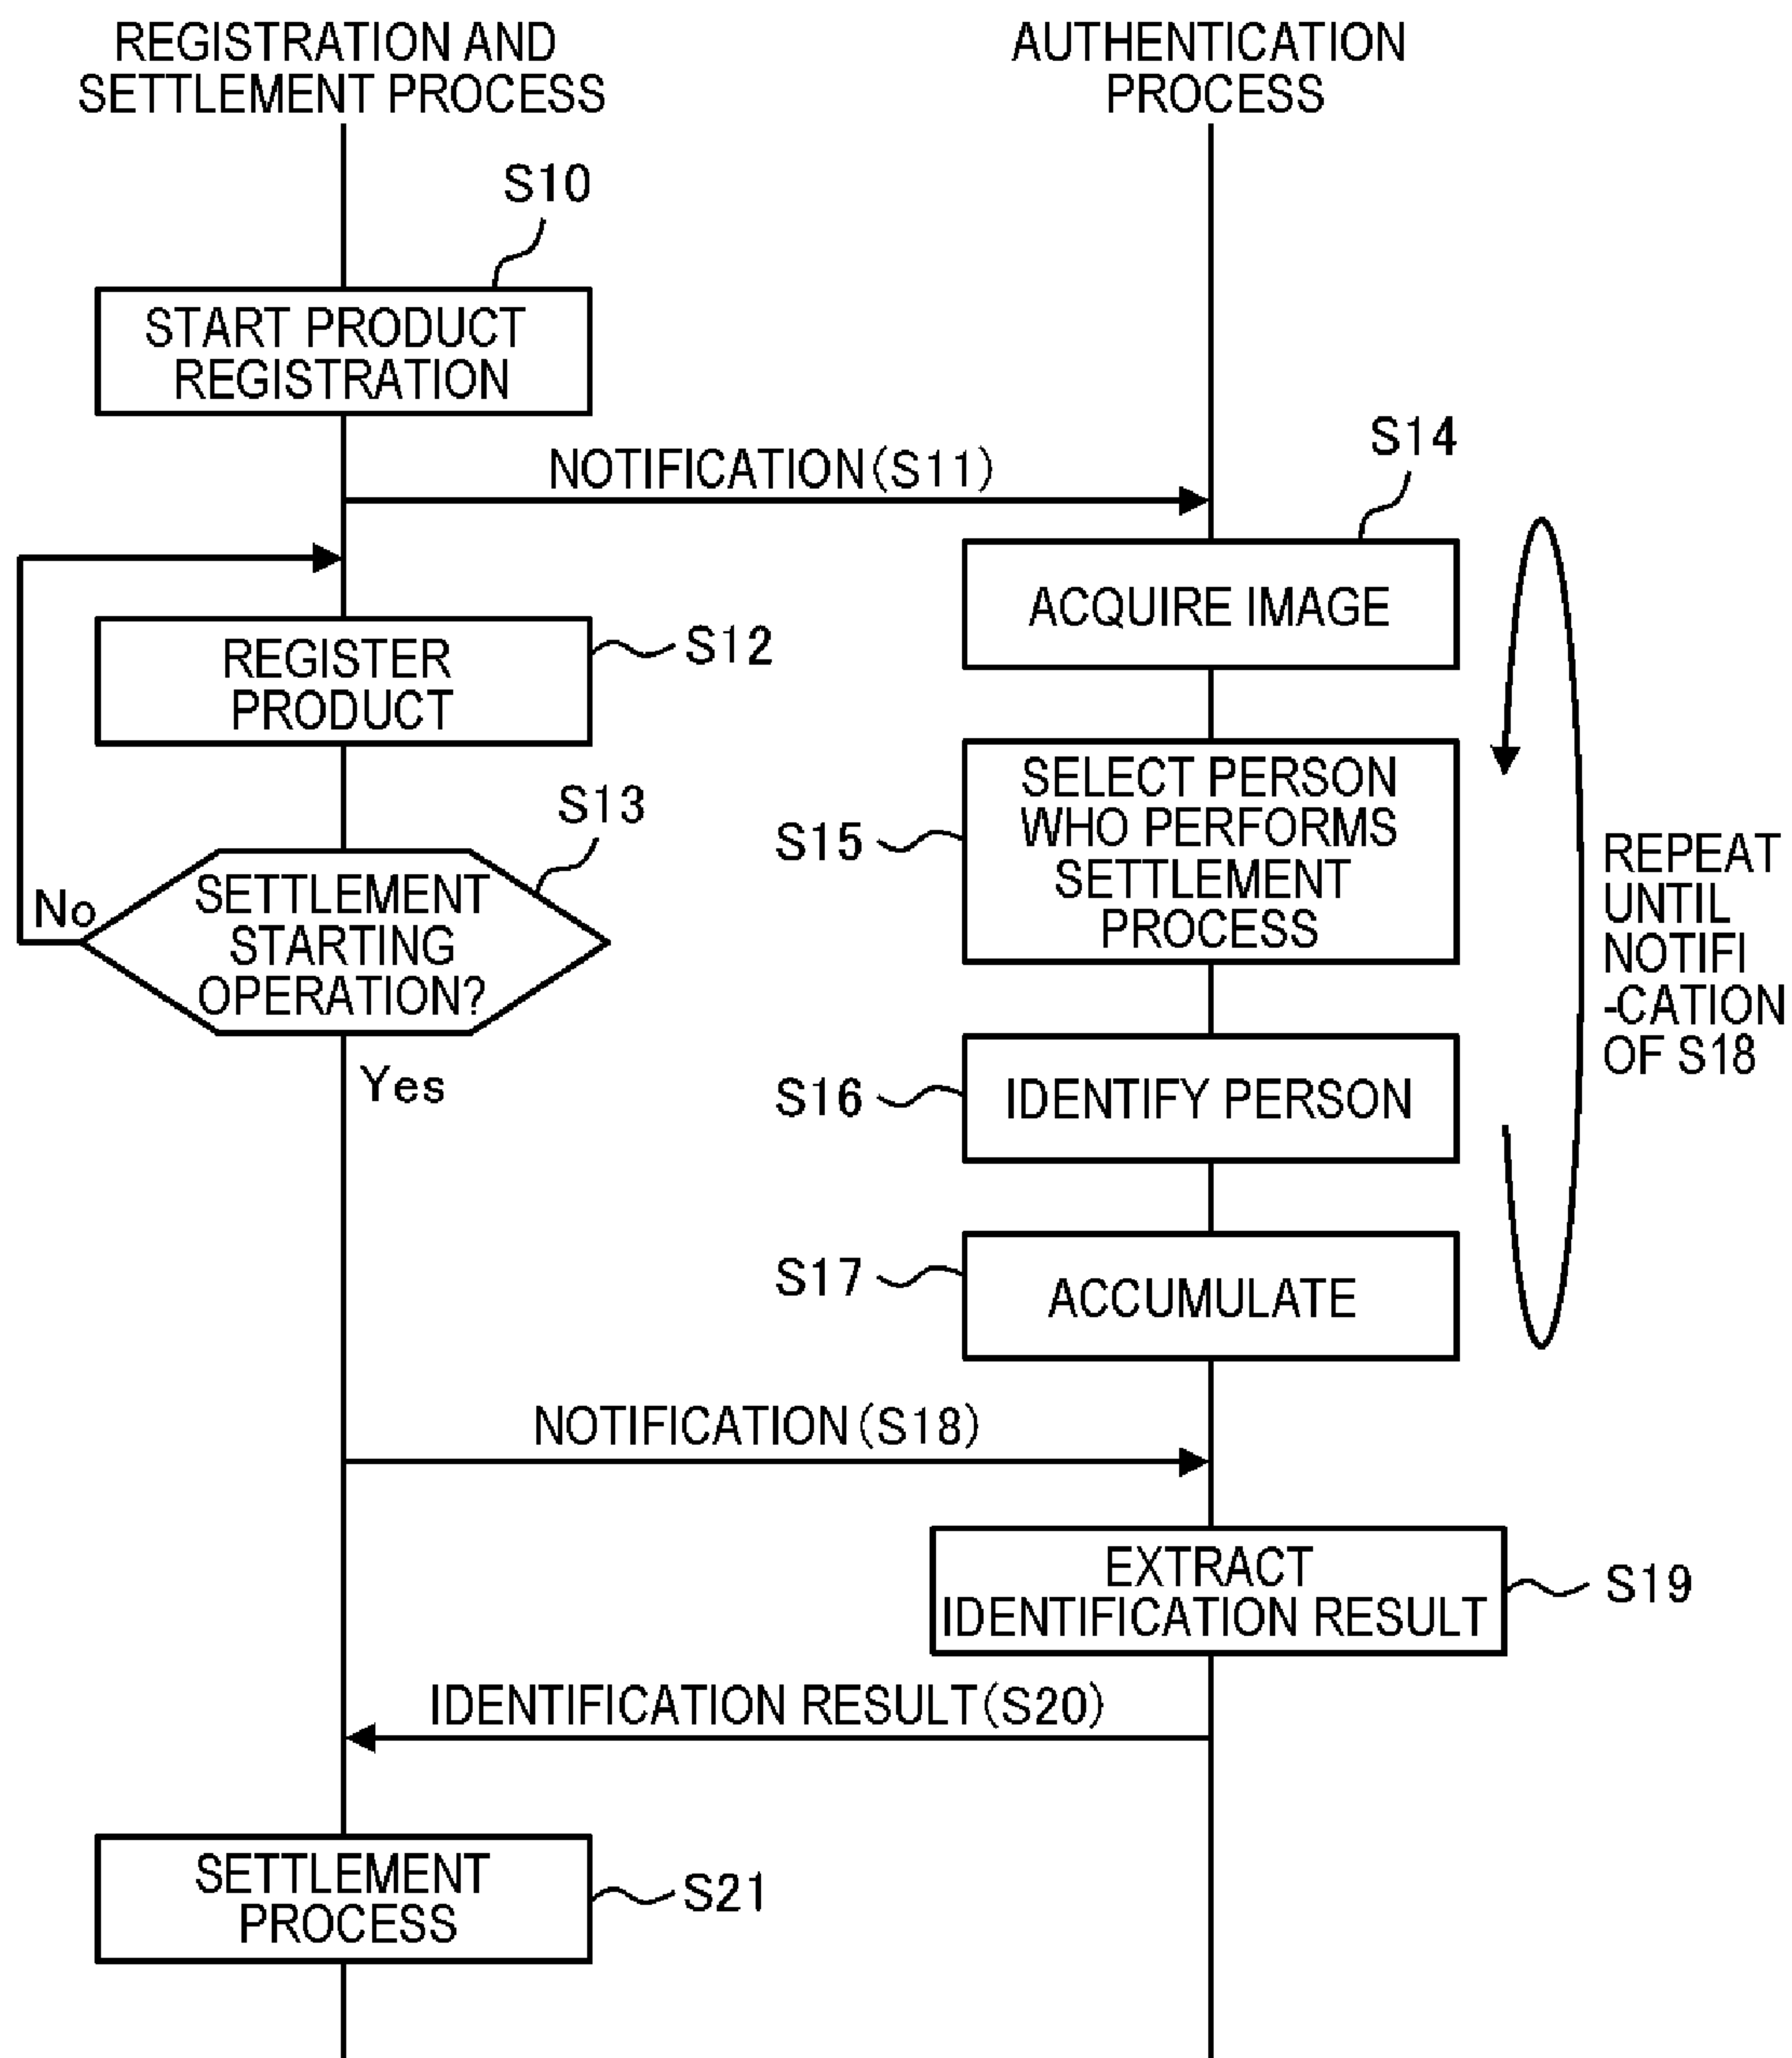 REGISTRATION AND
SETTLEMENT PROCESS
AUTHENTICATION
PROCESS
S10
START PRODUCT
REGISTRATION
NOTIFICATION(S11)
S14
ACQUIRE IMAGE
REGISTER
PRODUCT
S12
S13
SETTLEMENT
STARTING
OPERATION?
No
Yes
S15
SELECT PERSON
WHO PERFORMS
SETTLEMENT
PROCESS
REPEAT
UNTIL
NOTIFI
-CATION
OF S18
S16
IDENTIFY PERSON
S17
ACCUMULATE
NOTIFICATION(S18)
EXTRACT
IDENTIFICATION RESULT
S19
IDENTIFICATION RESULT(S20)
SETTLEMENT
PROCESS
S21